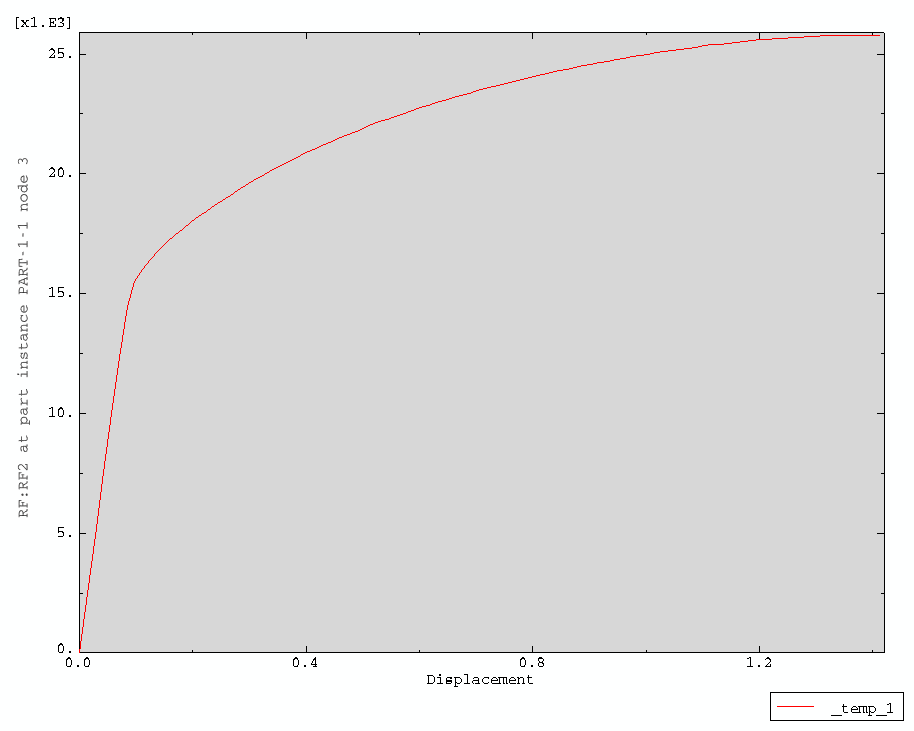 [x1.E3]
25.
20.
15.
10.
5.
0.
RF:RF2 at part instance PART-1-1 node 3
0.0 0.4 0.8 1.2
Displacement
_temp_1